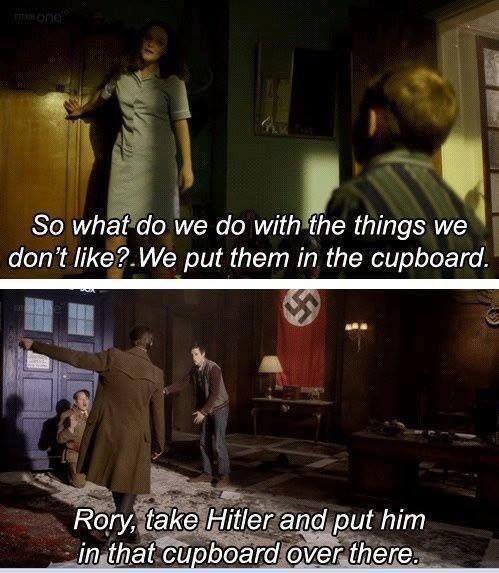 one
So what do we do with the things we
don't like?.We put them in the cupboard.
Rory, take Hitler and put him
in that cupboard over there.